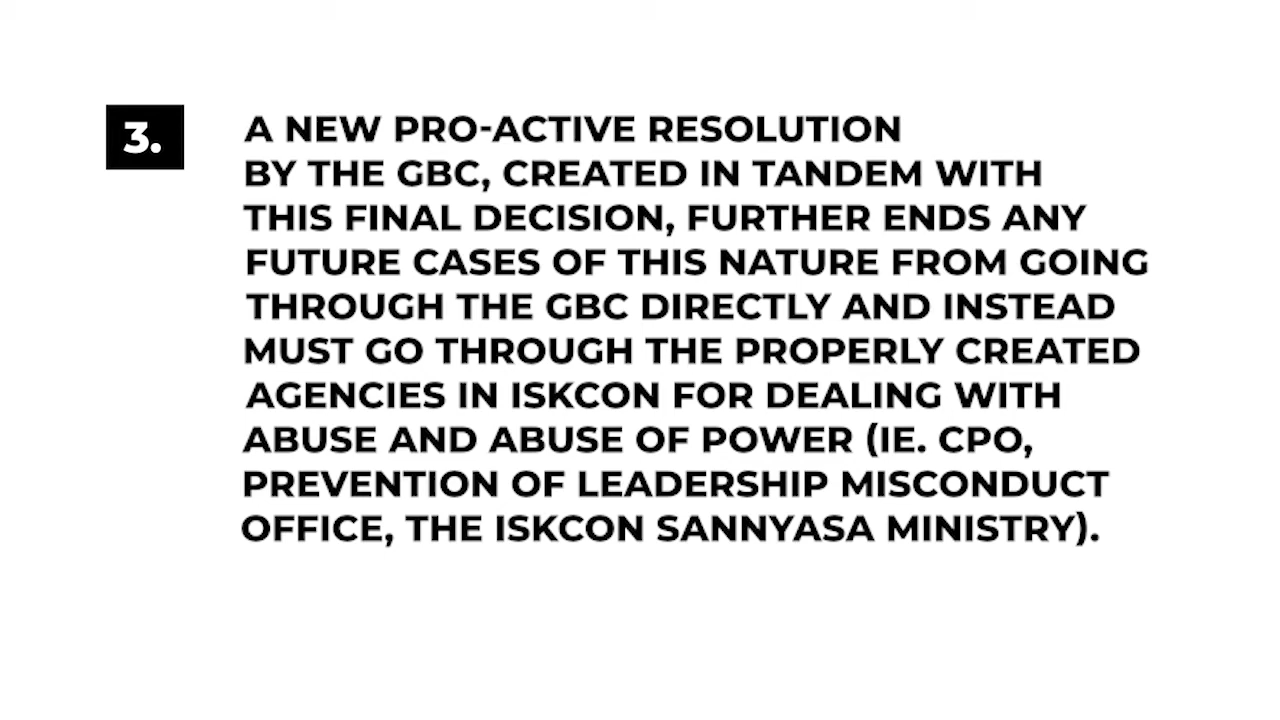 3.
A NEW PRO-ACTIVE RESOLUTION
BY THE GBC, CREATED IN TANDEM WITH
THIS FINAL DECISION, FURTHER ENDS ANY
FUTURE CASES OF THIS NATURE FROM GOING
THROUGH THE GBC DIRECTLY AND INSTEAD
MUST GO THROUGH THE PROPERLY CREATED
AGENCIES IN ISKCON FOR DEALING WITH
ABUSE AND ABUSE OF POWER (IE. CPO,
PREVENTION OF LEADERSHIP MISCONDUCT
OFFICE, THE ISKCON SANNYASA MINISTRY).